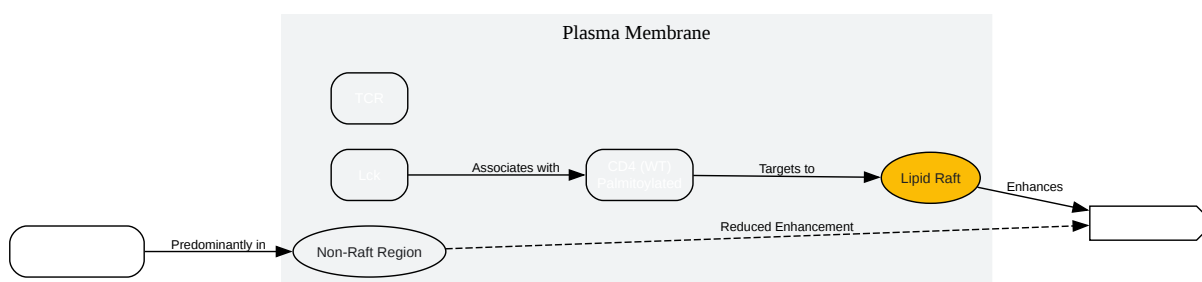 Plasma Membrane
TCR
Lck
Associates with
CD4 (WT)
Palmitoylated
Targets to
Lipid Raft
Enhances
Predominantly in
Non-Raft Region
Reduced Enhancement